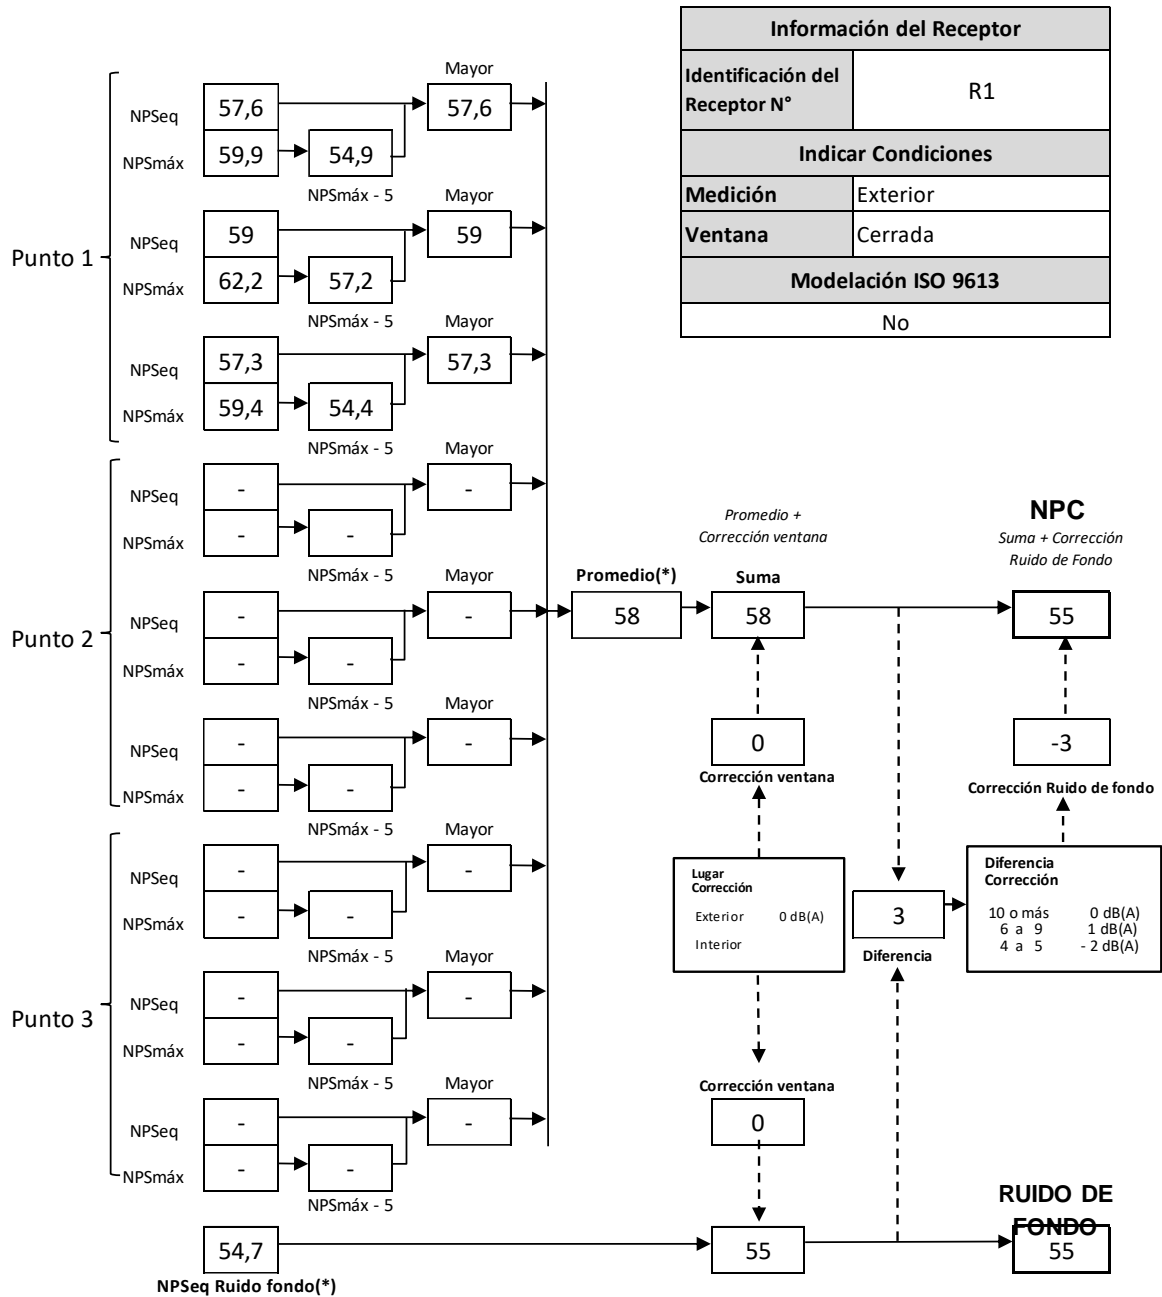 Información del Receptor
Identificación del
Receptor N°
R1
Indicar Condiciones
Medición
Exterior
Ventana
Cerrada
Modelación ISO 9613
No
Punto 1
Mayor
NPSeq
57,6
57,6
NPSmáx
59,9
54,9
NPSmáx - 5
Mayor
NPSeq
59
59
NPSmáx
62,2
57,2
NPSmáx - 5
Mayor
NPSeq
57,3
57,3
NPSmáx
59,4
54,4
NPSmáx - 5
Punto 2
Mayor
NPSeq
-
-
NPSmáx
-
-
NPSmáx - 5
Mayor
NPSeq
-
-
NPSmáx
-
-
NPSmáx - 5
Mayor
NPSeq
-
-
NPSmáx
-
-
NPSmáx - 5
Punto 3
Mayor
NPSeq
-
-
NPSmáx
-
-
NPSmáx - 5
Mayor
NPSeq
-
-
NPSmáx
-
-
NPSmáx - 5
Mayor
NPSeq
-
-
NPSmáx
-
-
NPSmáx - 5
54,7
NPSeq Ruido fondo(*)
Promedio(*)
58
Promedio +
Corrección ventana
Suma
58
0
Corrección ventana
Lugar
Corrección
Exterior 0 dB(A)
Interior
Corrección ventana
0
55
3
Diferencia
NPC
Suma + Corrección
Ruido de Fondo
55
-3
Corrección Ruido de fondo
Diferencia
Corrección
10 o más 0 dB(A)
6 a 9 1 dB(A)
4 a 5 - 2 dB(A)
RUIDO DE
FONDO
55